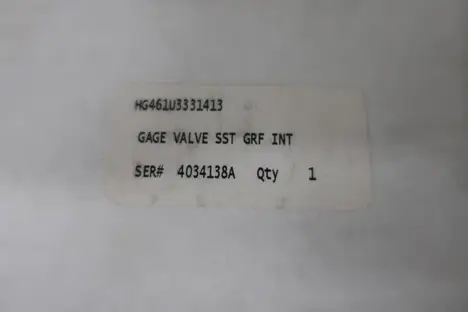 HG461U3331413
GAGE VALVE SST GRF INT
SER# 4034138A Qty 1